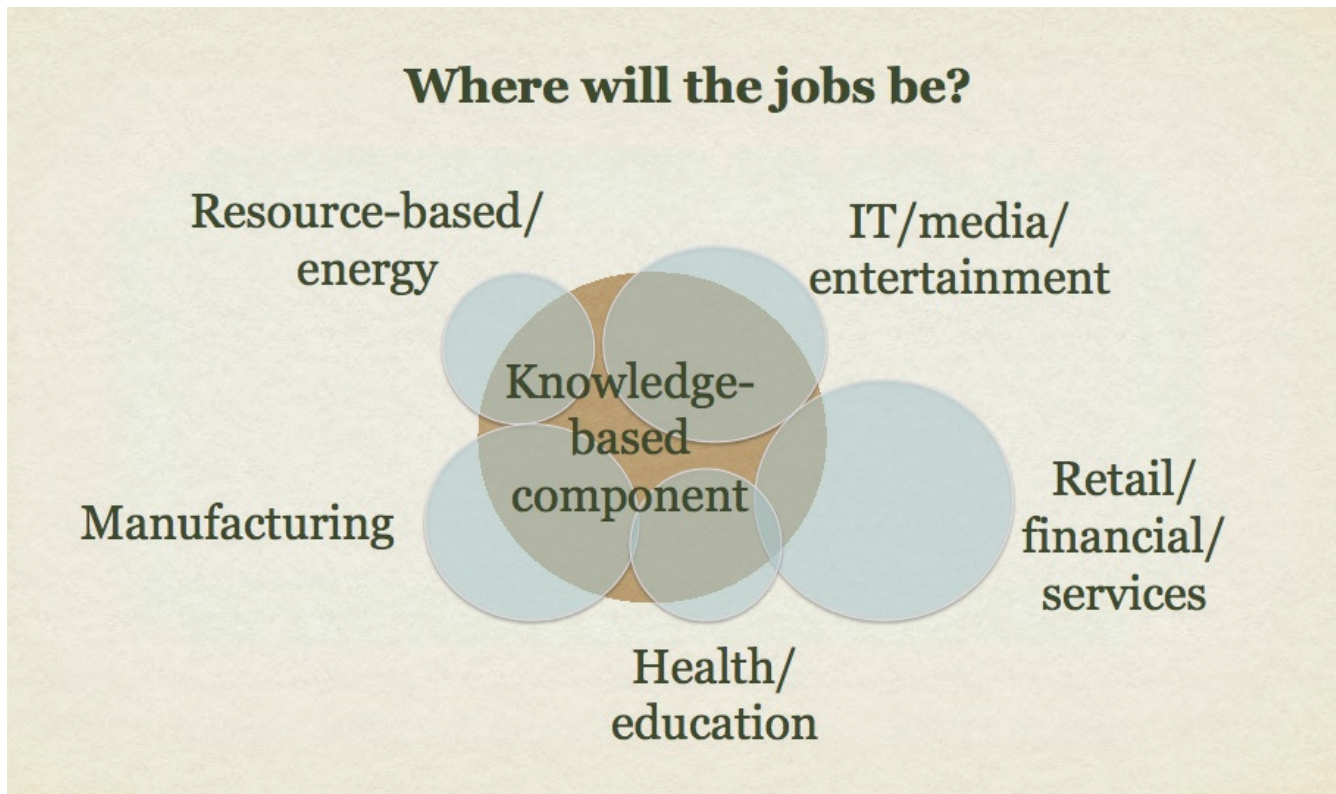 Where will the jobs be?
Resource-based/
energy
IT/media/
entertainment
Knowledge-
based
component
Manufacturing
Retail/
financial/
services
Health/
education